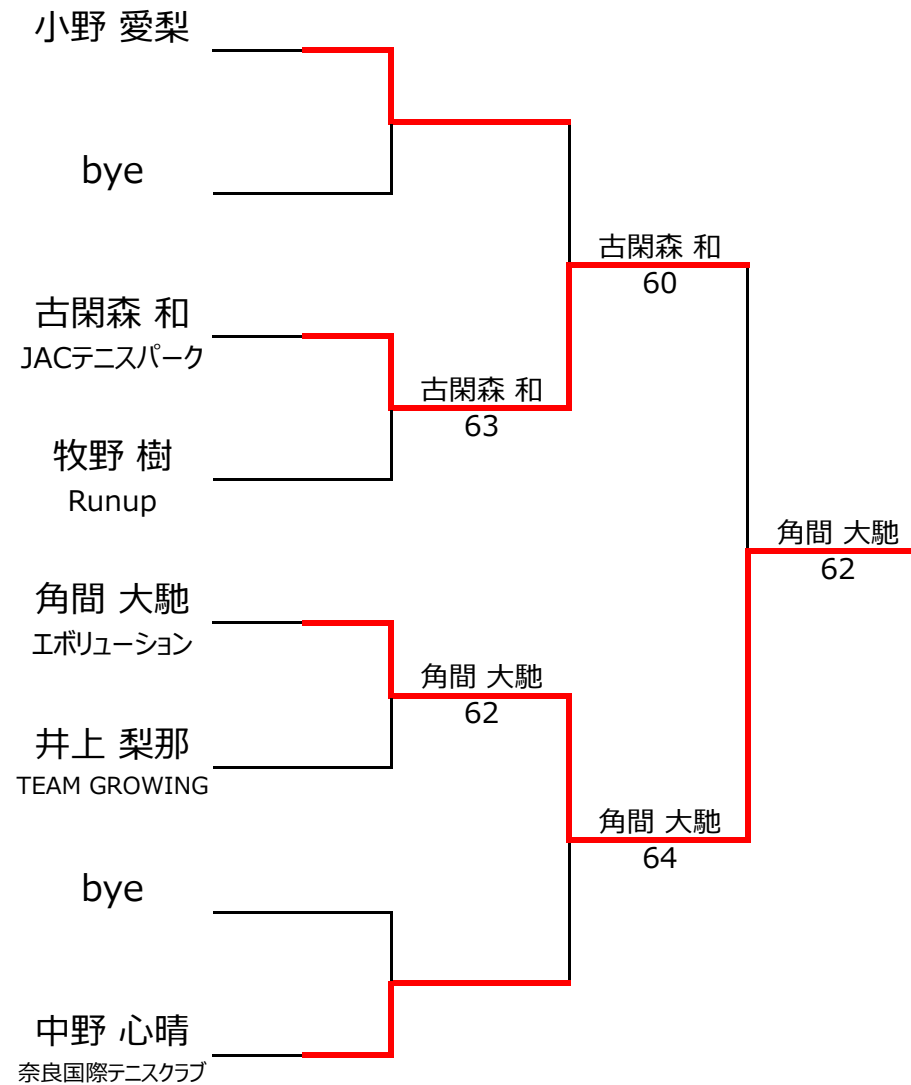 小野 愛梨
bye
古閑森 和
60
古閑森 和
JACテニスパーク
古閑森 和
63
牧野 樹
Runup
角間 大馳
62
角間 大馳
エボリューション
角間 大馳
62
井上 梨那
TEAM GROWING
角間 大馳
64
bye
中野 心晴
奈良国際テニスクラブ